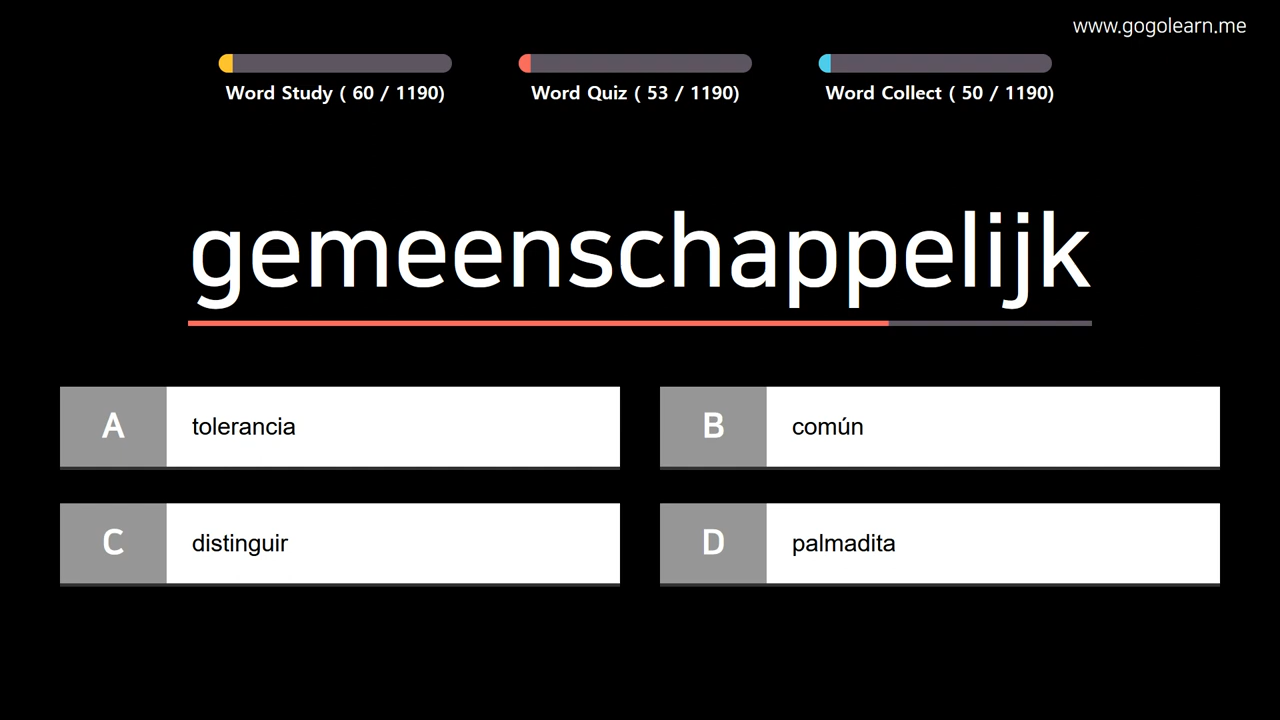 www.gogolearn.me
Word Study ( 60 / 1190)
Word Quiz ( 53 / 1190)
Word Collect ( 50 / 1190)
gemeenschappelijk
A tolerancia
B común
C distinguir
D palmadita